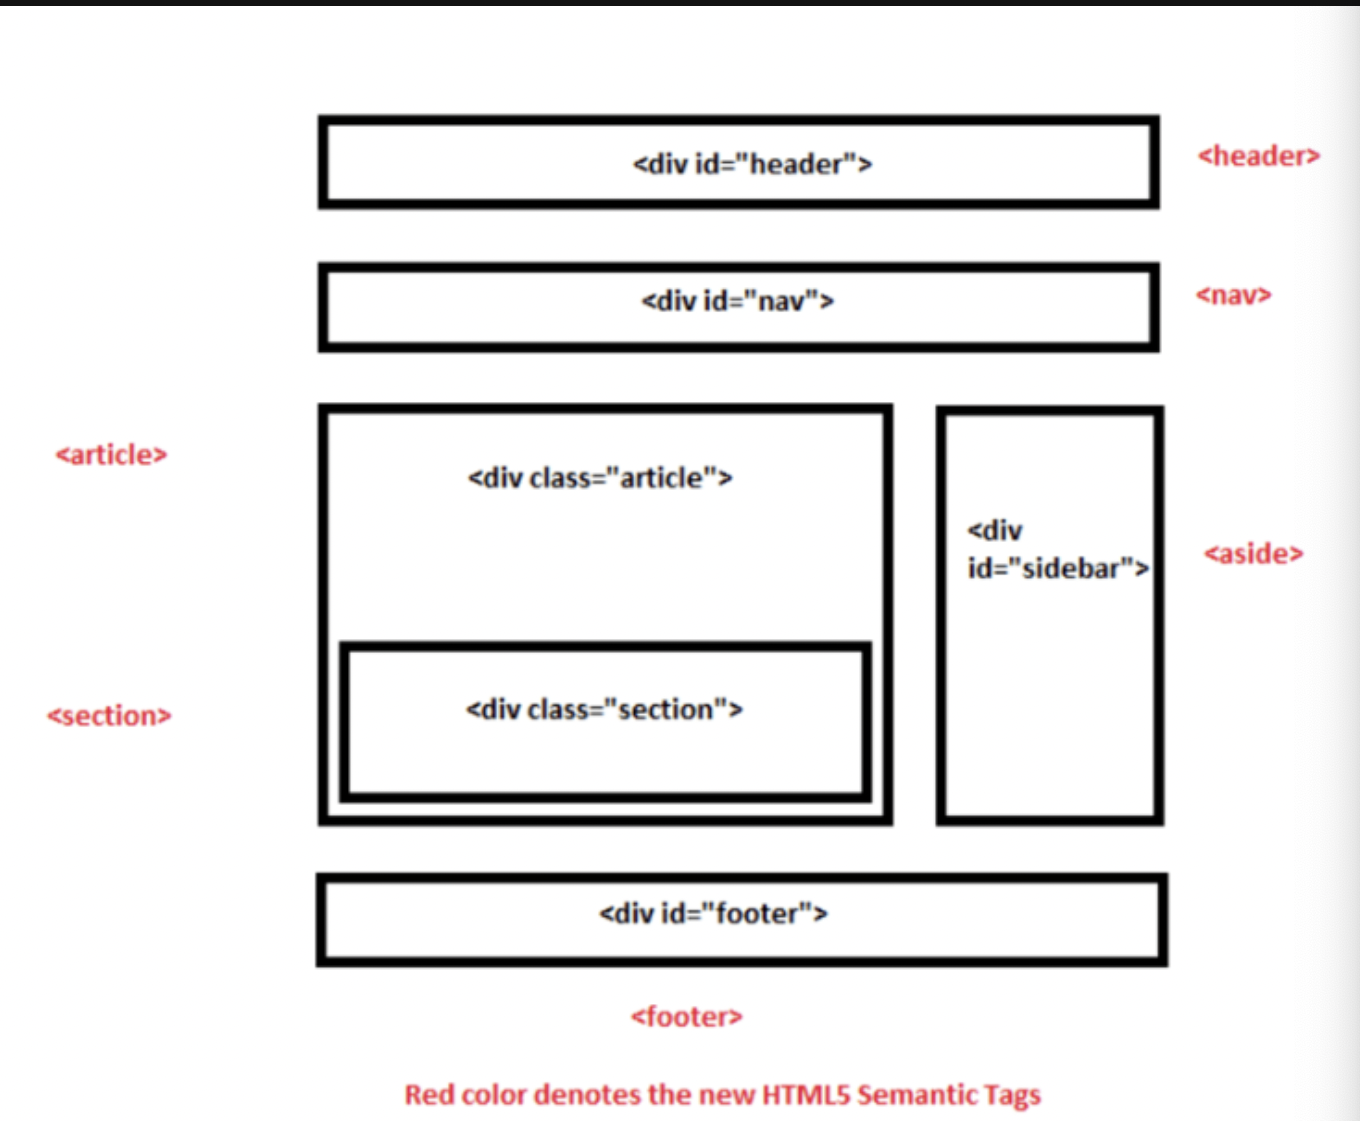 <div id="header">
<header>
<div id="nav">
<nav>
<article>
<div class="article">
<div
id="sidebar">
<aside>
<section>
<div class="section">
<div id="footer">
<footer>
Red color denotes the new HTML5 Semantic Tags